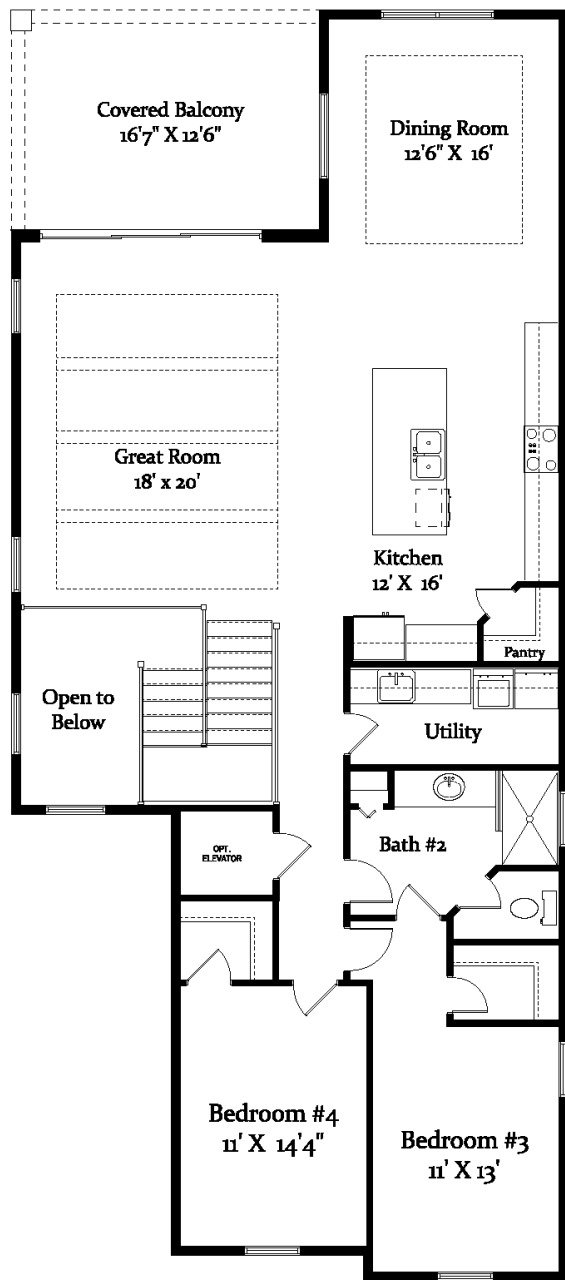 Covered Balcony
16'7" X 12'6"
Dining Room
12'6" X 16'
Great Room
18' x 20'
Kitchen
12' X 16'
Pantry
Open to
Below
Utility
Bath #2
OPT.
ELEVATOR
Bedroom #4
11' X 14'4"
Bedroom #3
11' X 13'